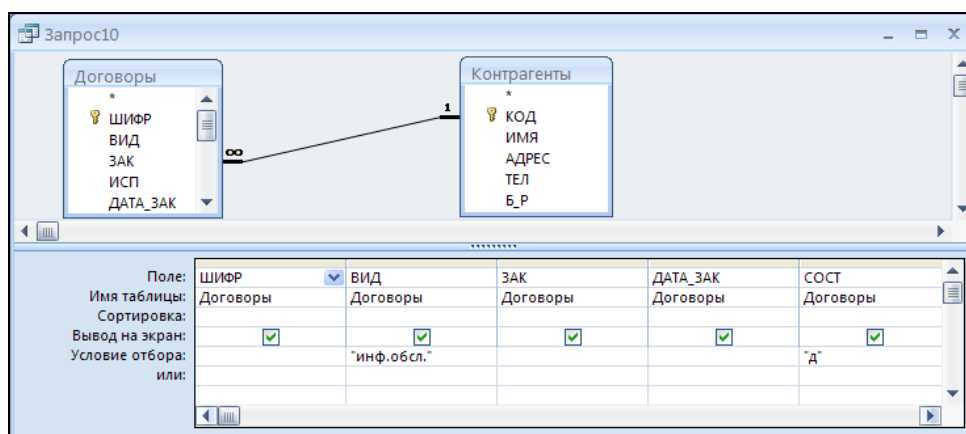 Запрос10
Договоры
*
ШИФР
ВИД
ЗАК
ИСП
ДАТА_ЗАК
∞
1
Контрагенты
*
КОД
ИМЯ
АДРЕС
ТЕЛ
Б_Р
Поле: ШИФР ВИД ЗАК ДАТА_ЗАК СОСТ
Имя таблицы: Договоры Договоры Договоры Договоры Договоры
Сортировка:
Вывод на экран:
Условие отбора: "инф.обсл." "д"
или: